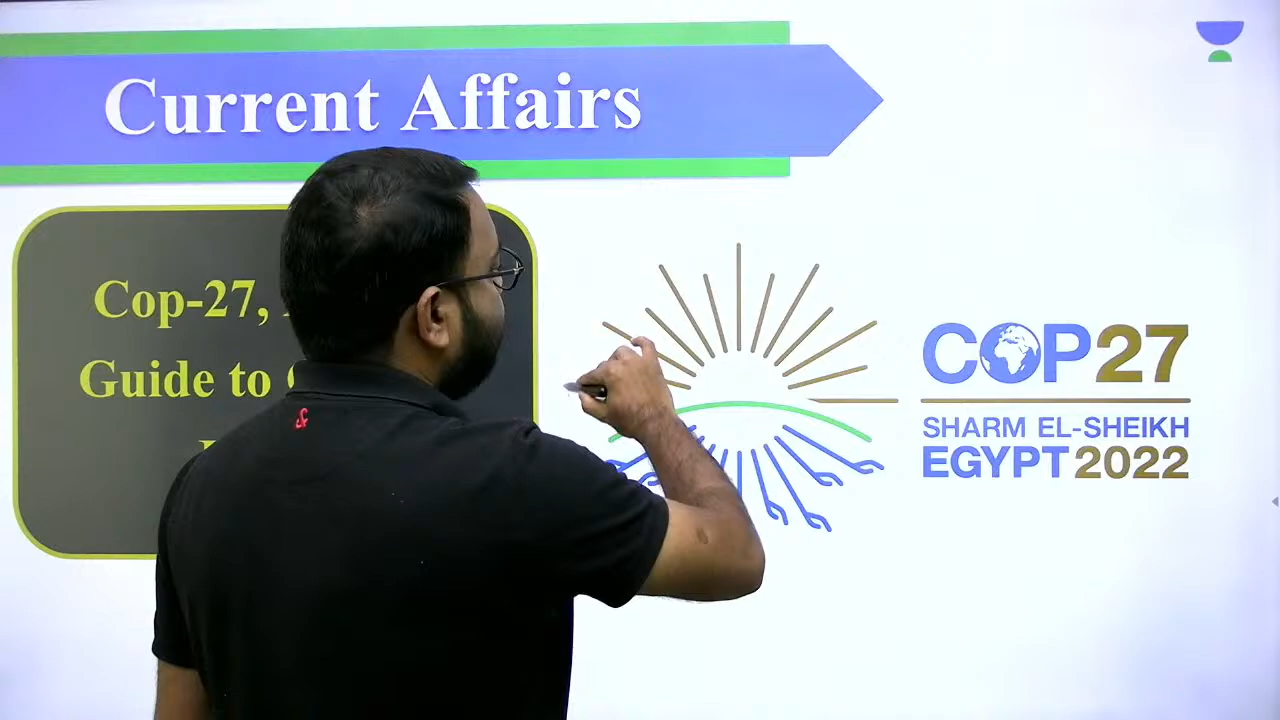 Current Affairs
Cop-27,
Guide to
COP27
SHARM EL-SHEIKH
EGYPT 2022